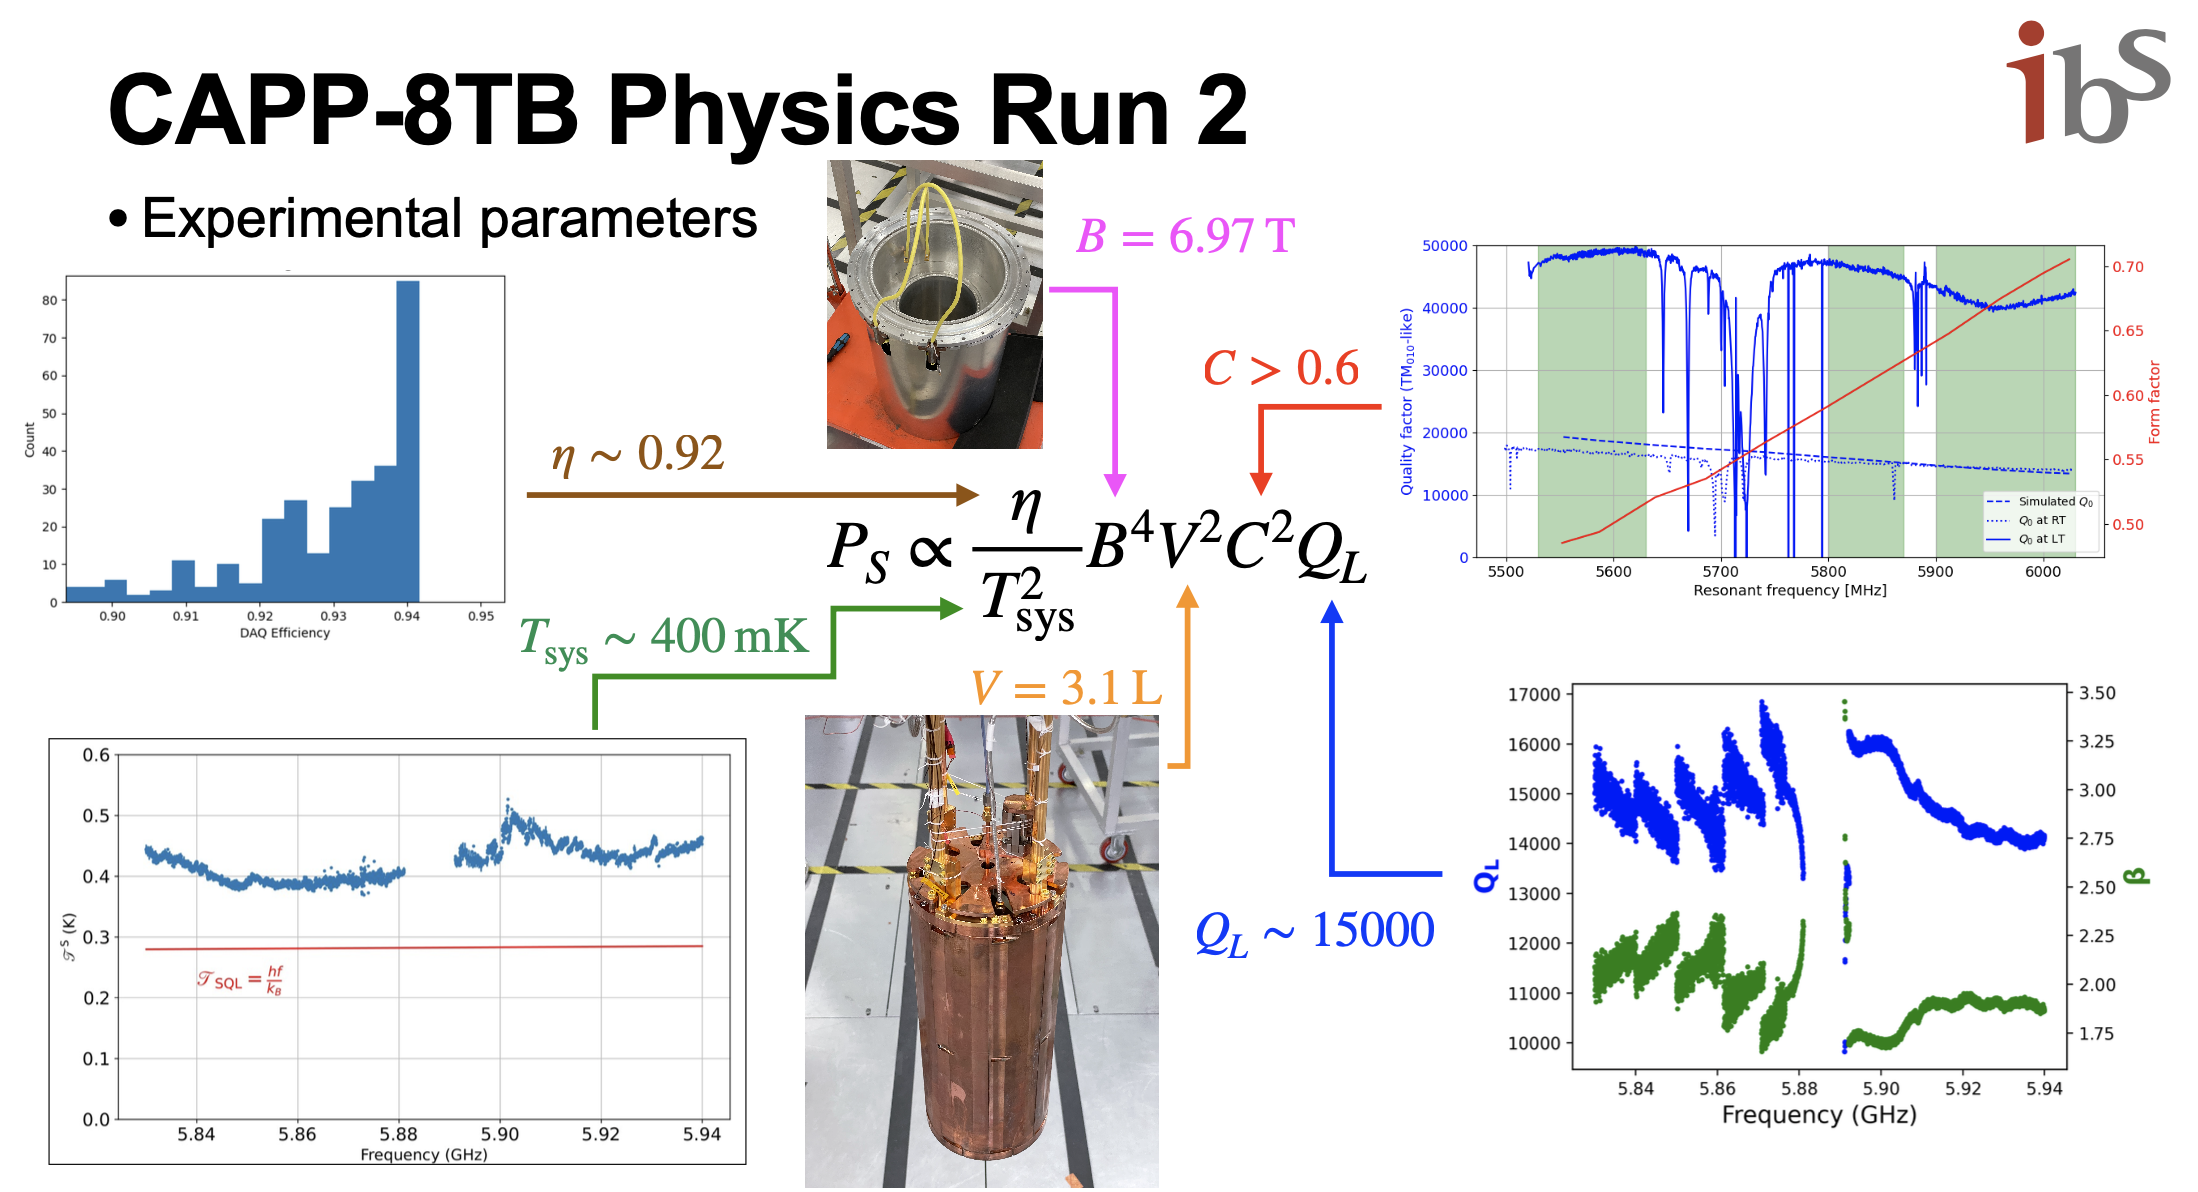 ibs
CAPP-8TB Physics Run 2
• Experimental parameters
80
70
60
50
40
30
20
10
0
Count
0.90 0.91 0.92 0.93 0.94 0.95
DAQ Efficiency
η ~ 0.92
B = 6.97 T
C > 0.6
P_S ∝ η/T_sys^2 B^4 V^2 C^2 Q_L
T_sys ~ 400 mK
V = 3.1 L
Q_L ~ 15000
50000
40000
30000
20000
10000
0
Quality factor (TM₀₁₀-like)
0.70
0.65
0.60
0.55
0.50
Form factor
Simulated Q₀
Q₀ at RT
Q₀ at LT
5500 5600 5700 5800 5900 6000
Resonant frequency [MHz]
0.6
0.5
0.4
0.3
0.2
0.1
0.0
𝒯^S (K)
𝒯_SQL = hf/k_B
5.84 5.86 5.88 5.90 5.92 5.94
Frequency (GHz)
17000
16000
15000
14000
13000
12000
11000
10000
Q_L
3.50
3.25
3.00
2.75
2.50
2.25
2.00
1.75
β
5.84 5.86 5.88 5.90 5.92 5.94
Frequency (GHz)